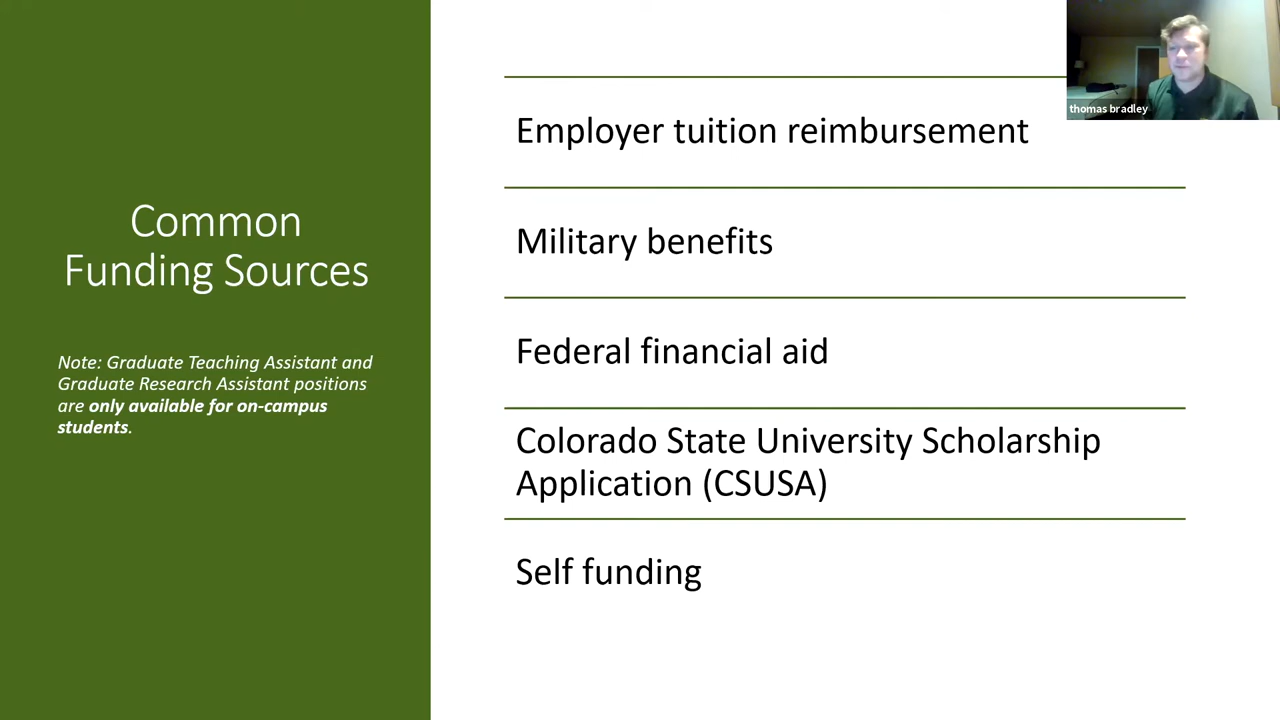 Common
Funding Sources
Note: Graduate Teaching Assistant and
Graduate Research Assistant positions
are only available for on-campus
students.
Employer tuition reimbursement
Military benefits
Federal financial aid
Colorado State University Scholarship
Application (CSUSA)
Self funding
thomas bradley